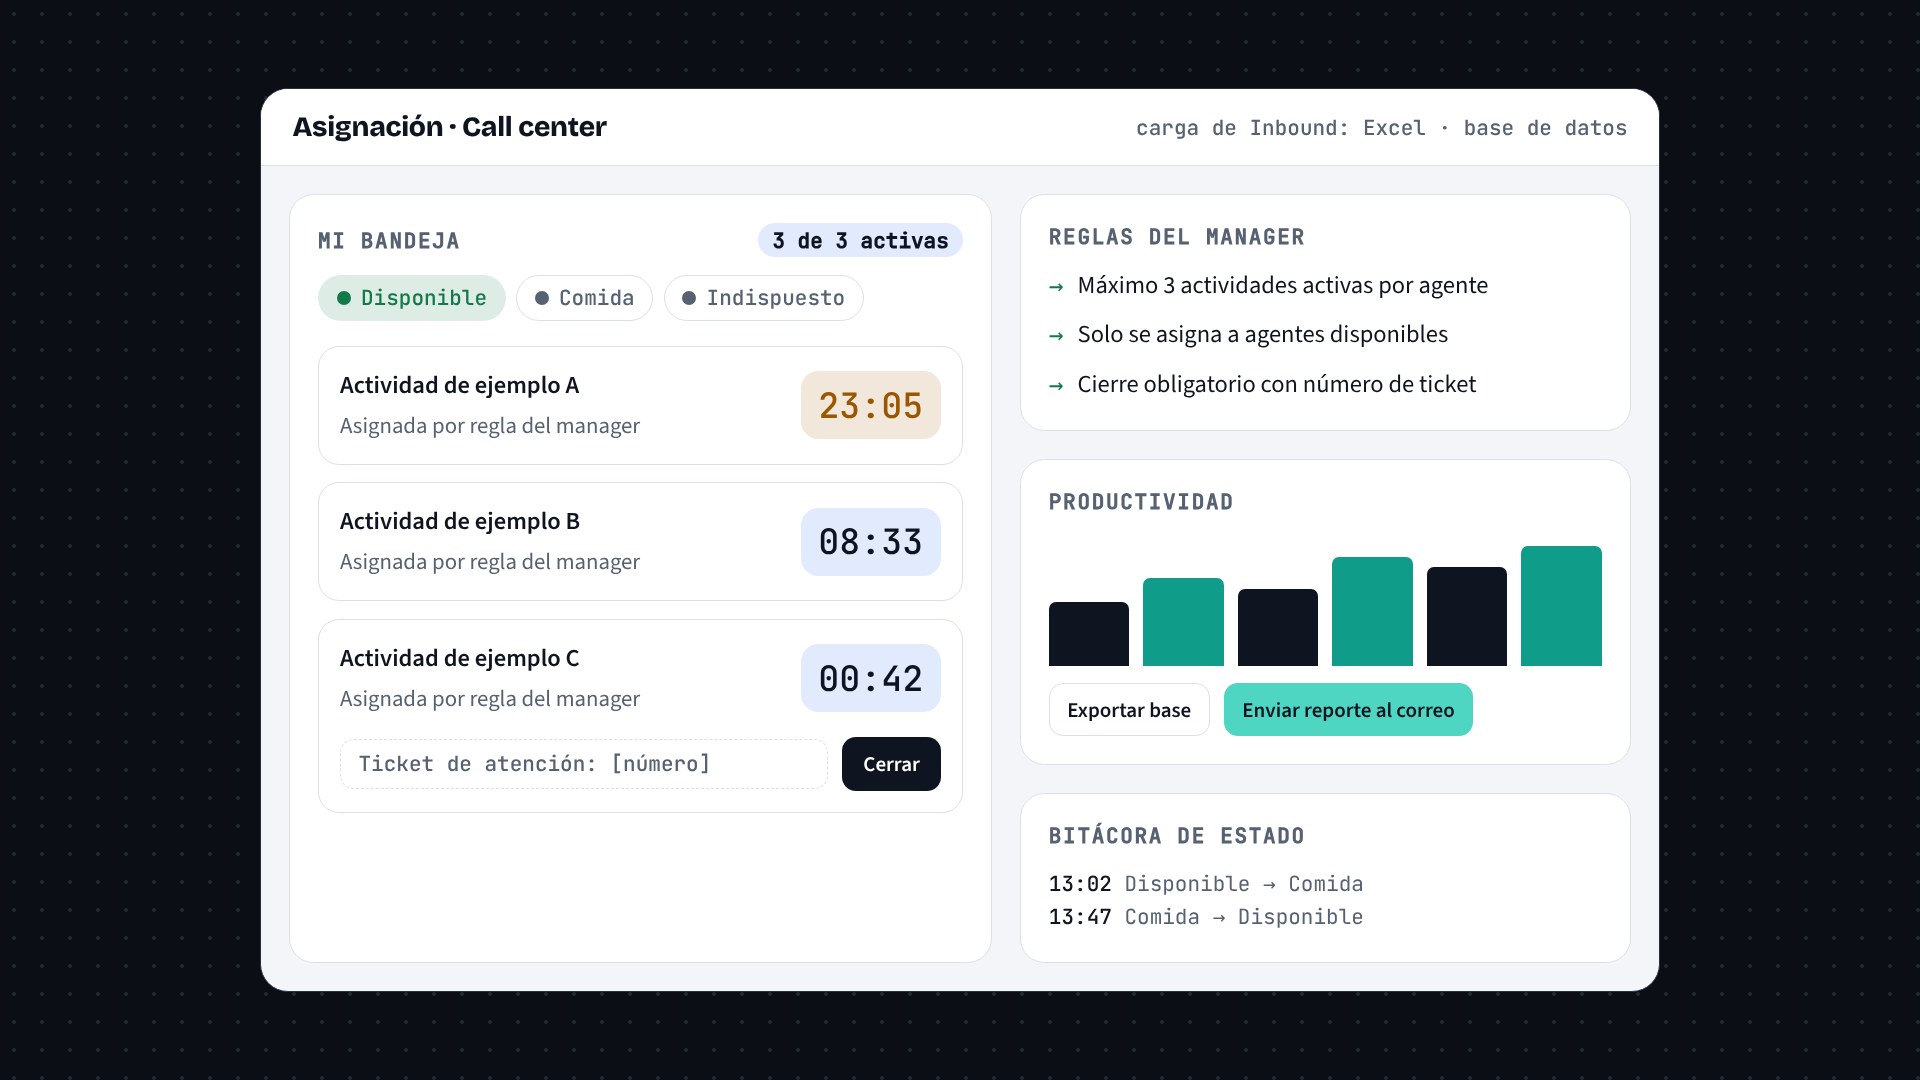 Asignación · Call center
carga de Inbound: Excel · base de datos
MI BANDEJA
3 de 3 activas
Disponible
Comida
Indispuesto
Actividad de ejemplo A
Asignada por regla del manager
23:05
Actividad de ejemplo B
Asignada por regla del manager
08:33
Actividad de ejemplo C
Asignada por regla del manager
00:42
Ticket de atención: [número]
Cerrar
REGLAS DEL MANAGER
→ Máximo 3 actividades activas por agente
→ Solo se asigna a agentes disponibles
→ Cierre obligatorio con número de ticket
PRODUCTIVIDAD
Exportar base
Enviar reporte al correo
BITÁCORA DE ESTADO
13:02 Disponible → Comida
13:47 Comida → Disponible